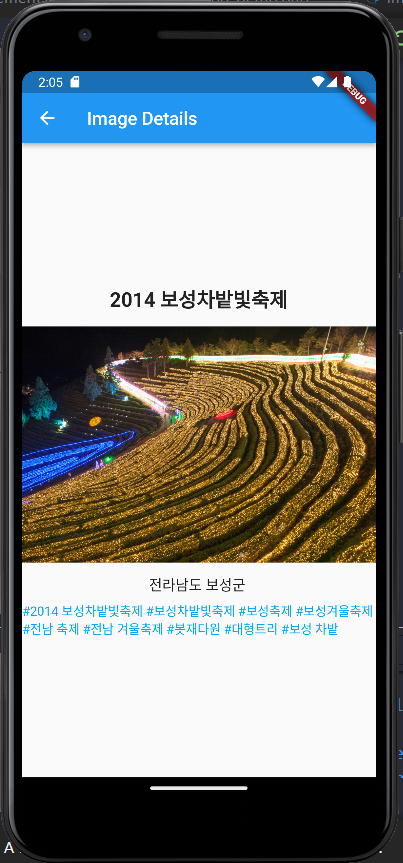 2:05
DEBUG
Image Details
2014 보성차밭빛축제
전라남도 보성군
#2014 보성차밭빛축제 #보성차밭빛축제 #보성축제 #보성겨울축제
#전남 축제 #전남 겨울축제 #봇재다원 #대형트리 #보성 차밭